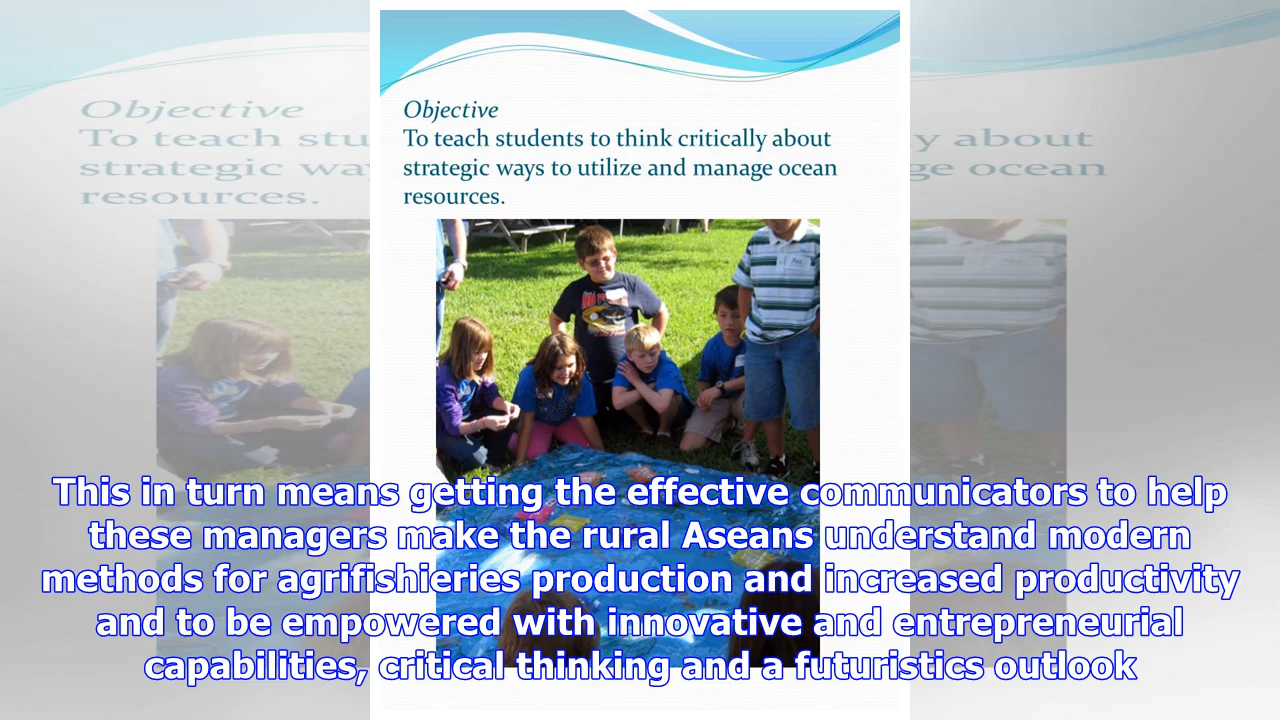 Objective
To teach students to think critically about
strategic ways to utilize and manage ocean
resources.
This in turn means getting the effective communicators to help
these managers make the rural Aseans understand modern
methods for agrifishieries production and increased productivity
and to be empowered with innovative and entrepreneurial
capabilities, critical thinking and a futuristics outlook